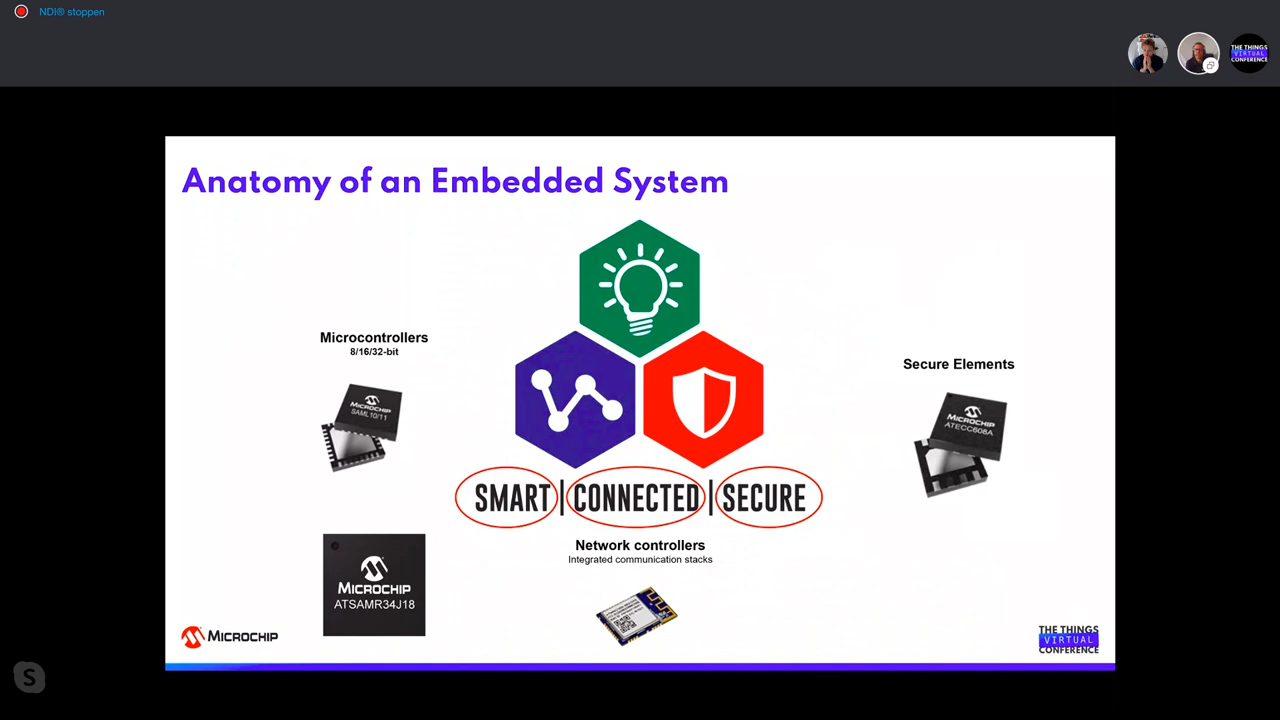 NDI® stoppen
THE THINGS
VIRTUAL
CONFERENCE
Anatomy of an Embedded System
Microcontrollers
8/16/32-bit
MICROCHIP
SAML10/11
Secure Elements
MICROCHIP
ATECC608A
SMART | CONNECTED | SECURE
Network controllers
Integrated communication stacks
MICROCHIP
ATSAMR34J18
MICROCHIP
THE THINGS
VIRTUAL
CONFERENCE
S